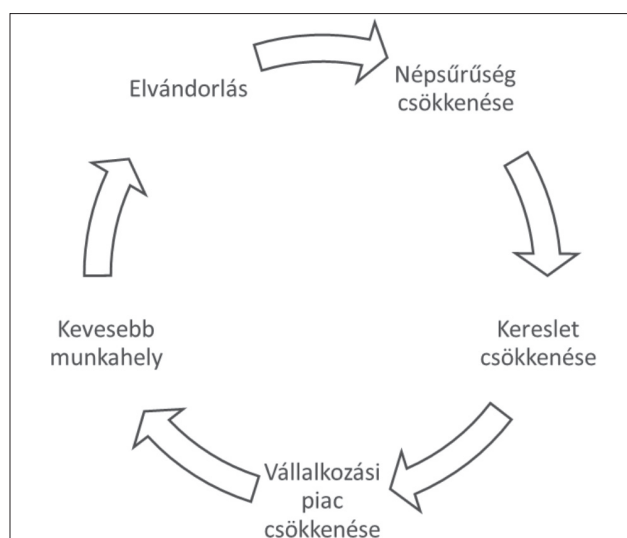 Elvándorlás
Népsűrűség
csökkenése
Kereslet
csökkenése
Vállalkozási
piac
csökkenése
Kevesebb
munkahely